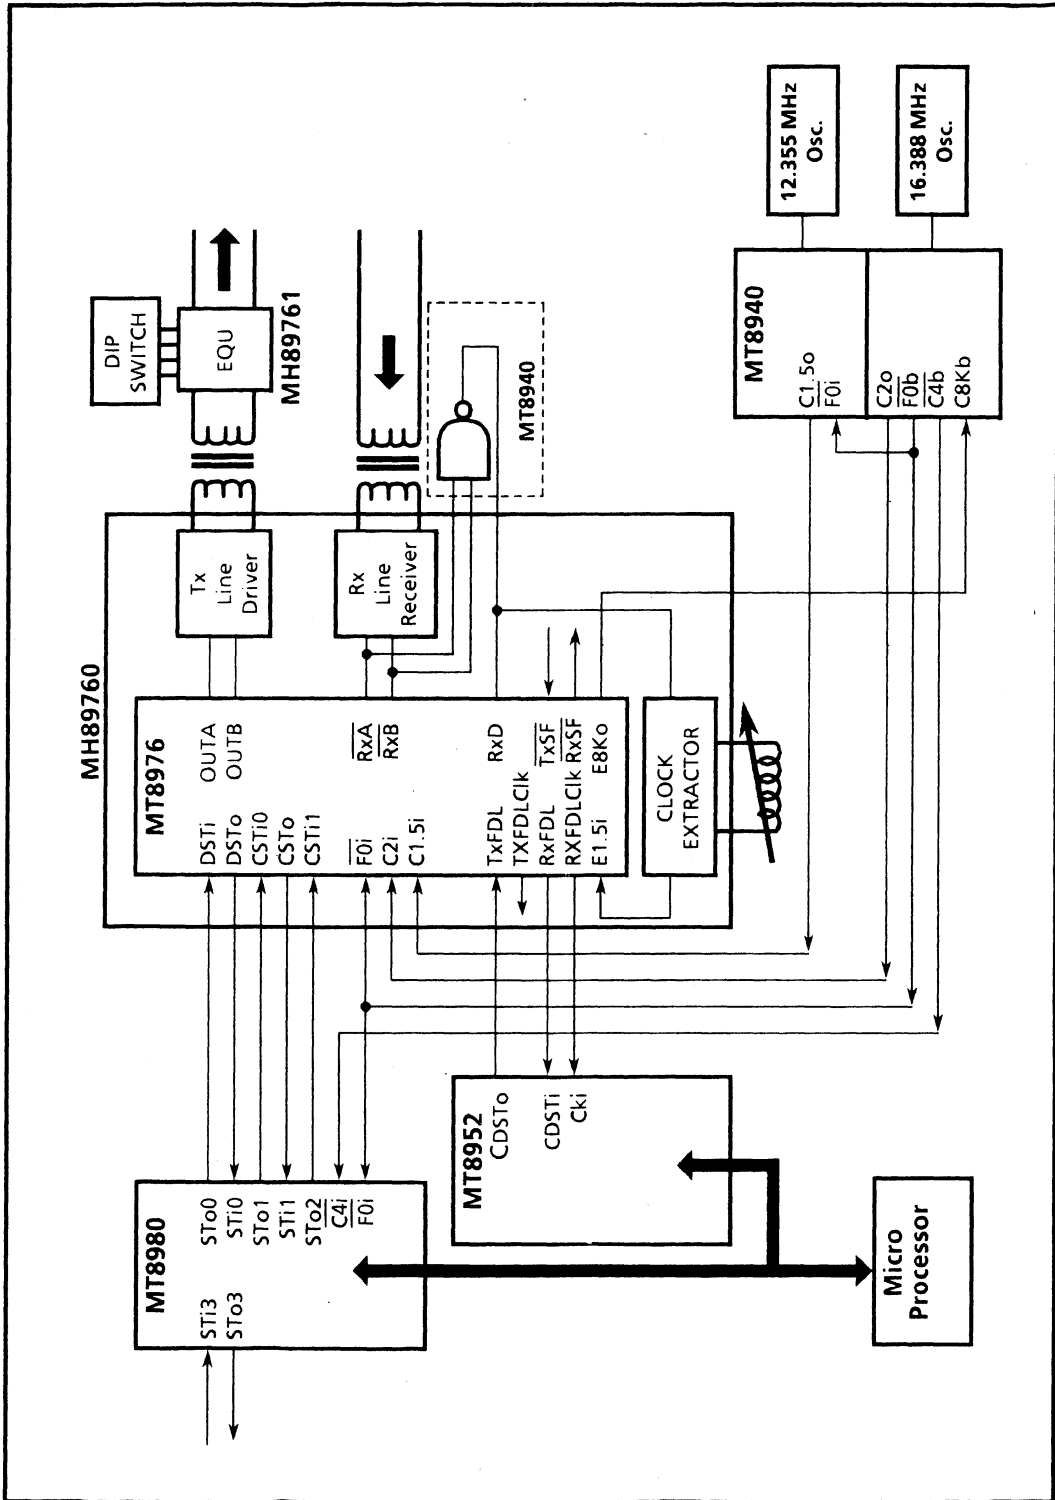 DIP
SWITCH
EQU
MH89761
MT8940
12.355 MHz
Osc.
16.388 MHz
Osc.
MT8940
C1.5o
F0i
C2o
F0b
C4b
C8Kb
MH89760
Tx
Line
Driver
Rx
Line
Receiver
MT8976
DSTi OUTA
DSTo OUTB
CSTi0
CSTo
CSTi1
F0i RxA
C2i RxB
C1.5i
TxFDL RxD
TXFDLClk
RxFDL TxSF
RXFDLClk RxSF
E1.5i E8Ko
CLOCK
EXTRACTOR
MT8980
STi3 STo0
STo3 STi0
STo1
STi1
STo2
C4i
F0i
MT8952
CDSTo
CDSTi
Cki
Micro
Processor